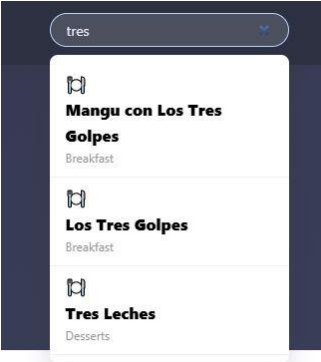 tres
Mangu con Los Tres
Golpes
Breakfast
Los Tres Golpes
Breakfast
Tres Leches
Desserts